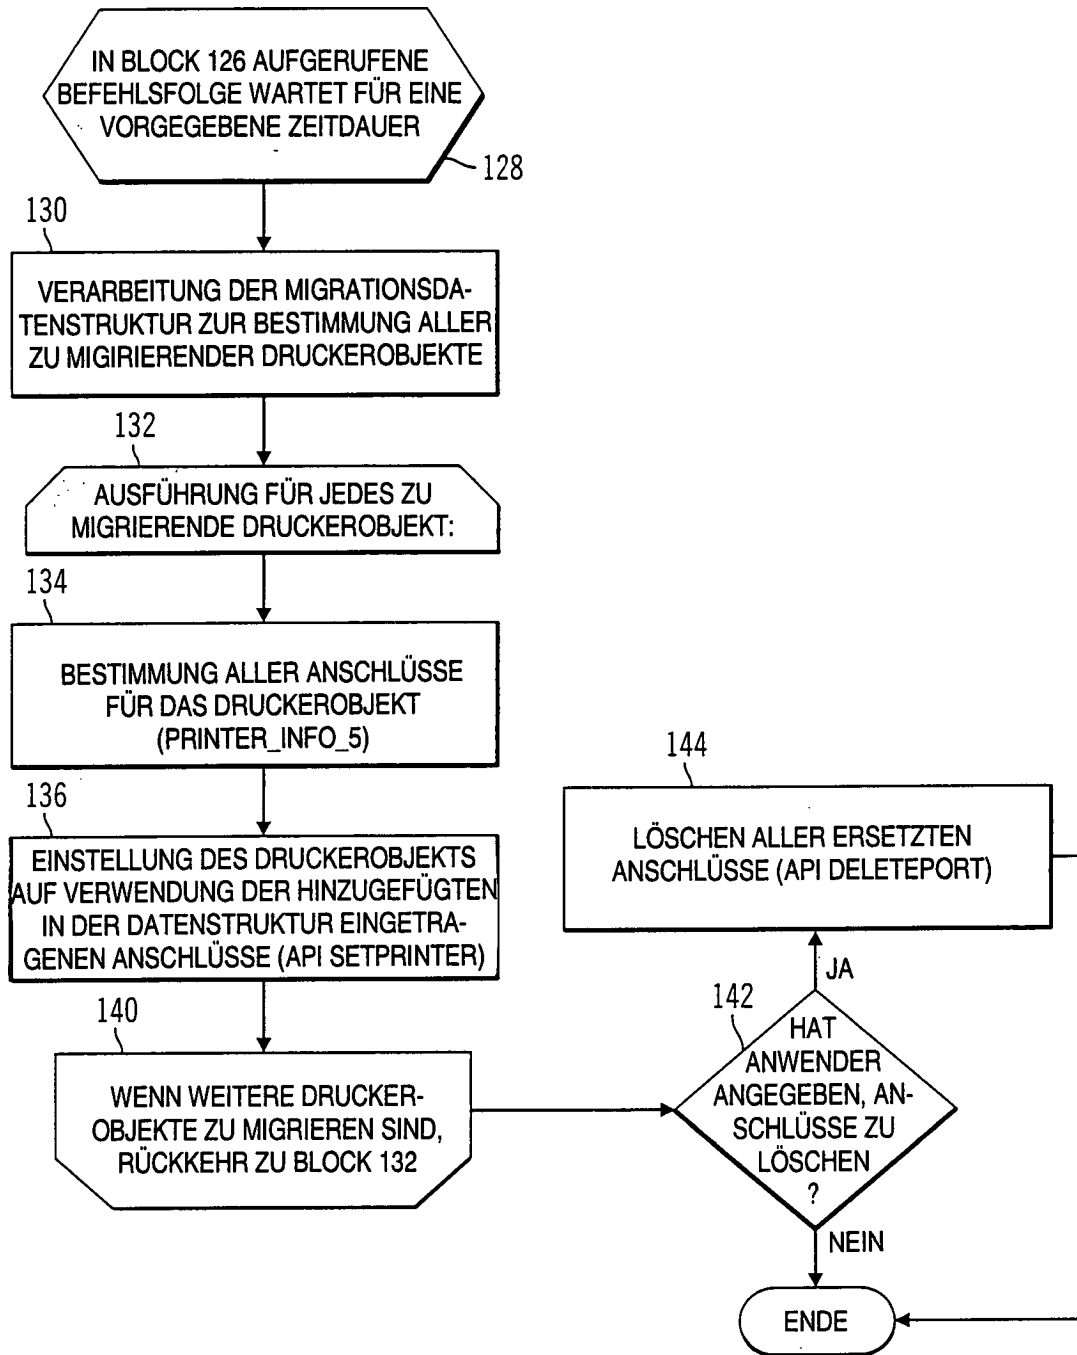 IN BLOCK 126 AUFGERUFENE
BEFEHLSFOLGE WARTET FÜR EINE
VORGEGEBENE ZEITDAUER
128
130
VERARBEITUNG DER MIGRATIONSDA-
TENSTRUKTUR ZUR BESTIMMUNG ALLER
ZU MIGIRIERENDER DRUCKEROBJEKTE
132
AUSFÜHRUNG FÜR JEDES ZU
MIGRIERENDE DRUCKEROBJEKT:
134
BESTIMMUNG ALLER ANSCHLÜSSE
FÜR DAS DRUCKEROBJEKT
(PRINTER_INFO_5)
136
EINSTELLUNG DES DRUCKEROBJEKTS
AUF VERWENDUNG DER HINZUGEFÜGTEN
IN DER DATENSTRUKTUR EINGETRA-
GENEN ANSCHLÜSSE (API SETPRINTER)
140
WENN WEITERE DRUCKER-
OBJEKTE ZU MIGRIEREN SIND,
RÜCKKEHR ZU BLOCK 132
144
LÖSCHEN ALLER ERSETZTEN
ANSCHLÜSSE (API DELETEPORT)
JA
142
HAT
ANWENDER
ANGEGEBEN, AN-
SCHLÜSSE ZU
LÖSCHEN
?
NEIN
ENDE